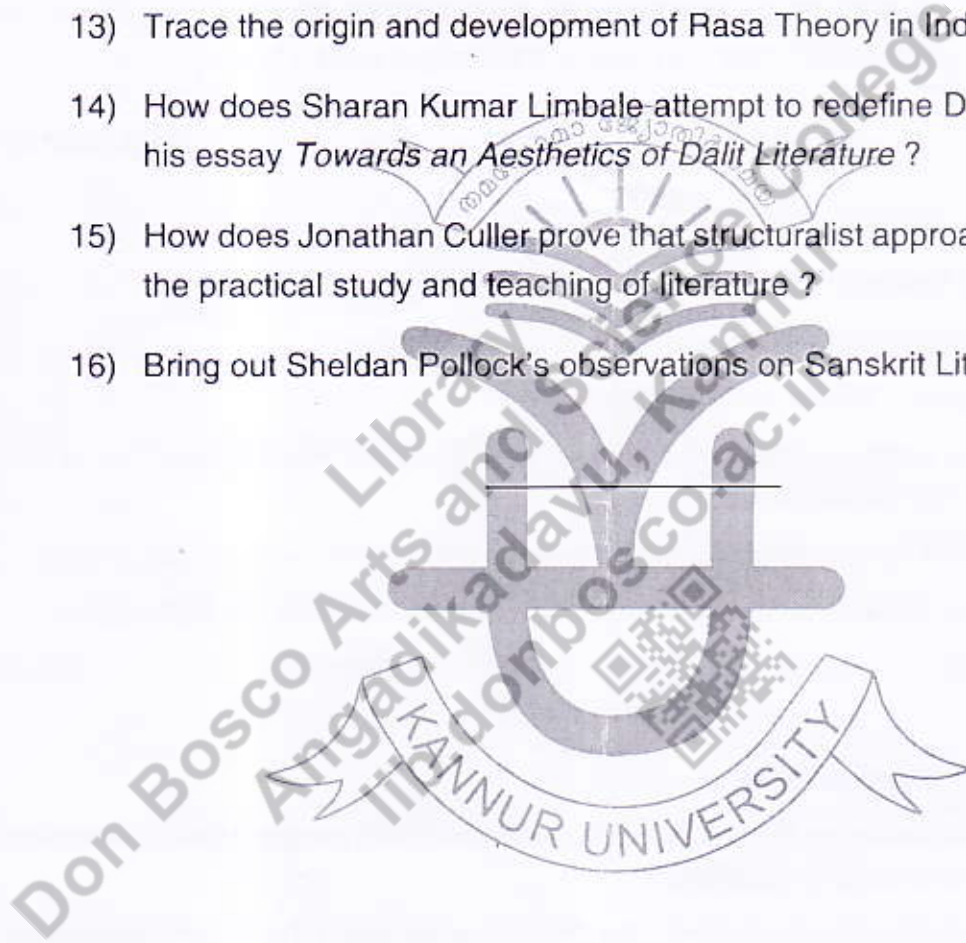 13) Trace the origin and development of Rasa Theory in Ind
14) How does Sharan Kumar Limbale attempt to redefine D
his essay Towards an Aesthetics of Dalit Literature ?
15) How does Jonathan Culler prove that structuralist approa
the practical study and teaching of literature ?
16) Bring out Sheldan Pollock's observations on Sanskrit Lit
Library
Don Bosco Arts and Science College
Angadikadavu, Kannur
lib.donbosco.ac.in
KANNUR UNIVERSITY